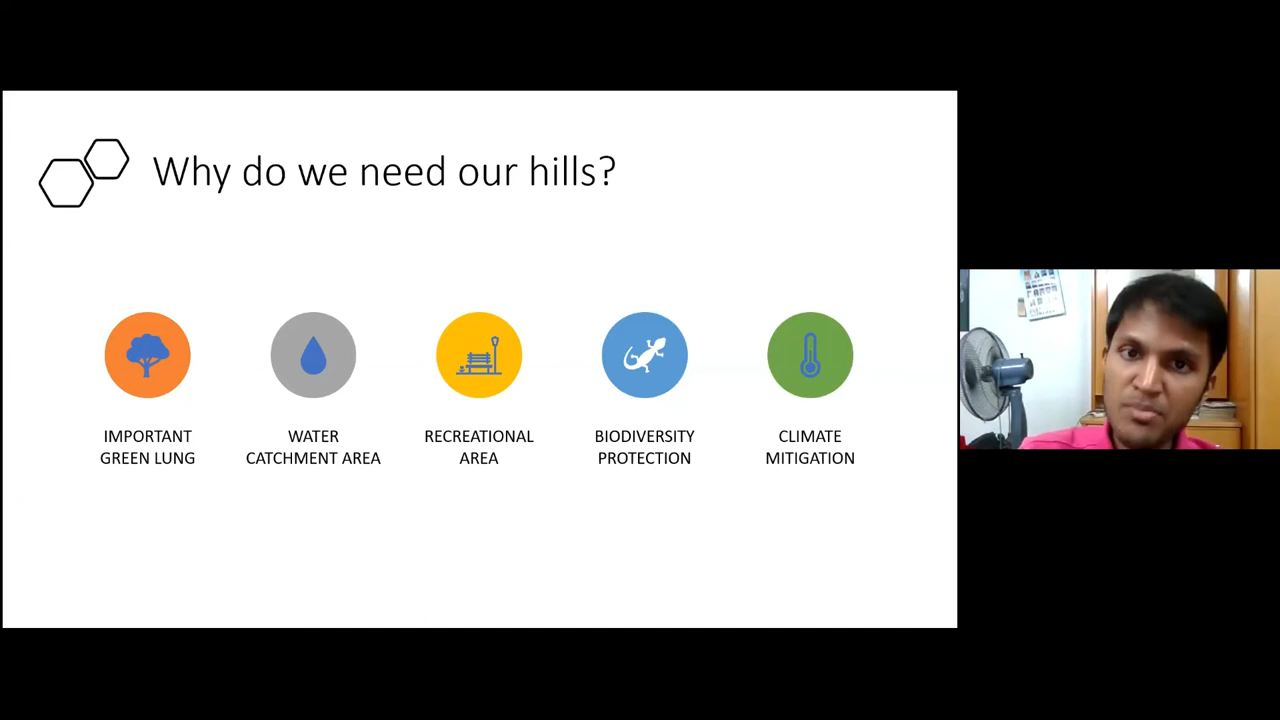 Why do we need our hills?
IMPORTANT
GREEN LUNG
WATER
CATCHMENT AREA
RECREATIONAL
AREA
BIODIVERSITY
PROTECTION
CLIMATE
MITIGATION